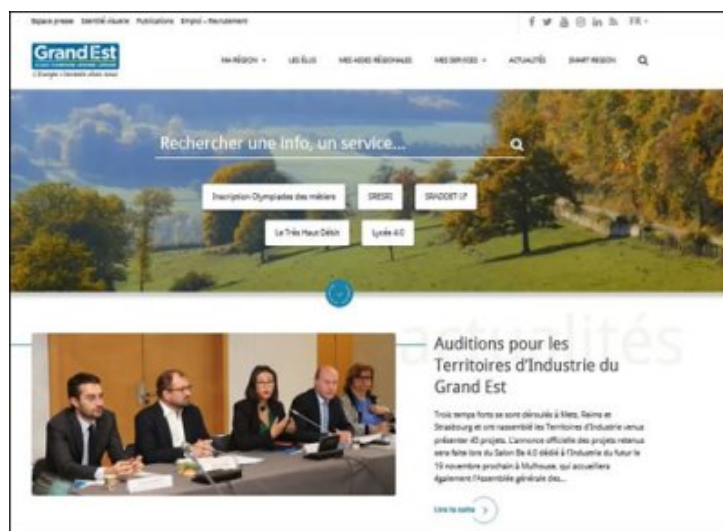 Espace presse Identité visuelle Publications Emploi - Recrutement
FR
Grand Est
L'Europe s'invente chez nous
MA RÉGION LES ÉLUS MES AIDES RÉGIONALES MES SERVICES ACTUALITÉS SMART REGION
Rechercher une info, un service...
Inscription Olympiades des métiers SRESRI SRADDET
Le Très Haut Débit Lycée 4.0
actualités
Auditions pour les
Territoires d'Industrie du
Grand Est
Trois temps forts se sont déroulés à Metz, Reims et
Strasbourg et ont rassemblé les Territoires d'Industrie venus
présenter 45 projets. L'annonce officielle des projets retenus
sera faite lors du Salon Be 4.0 dédié à l'Industrie du futur le
19 novembre prochain à Mulhouse, qui accueillera
également l'Assemblée générale des...
Lire la suite